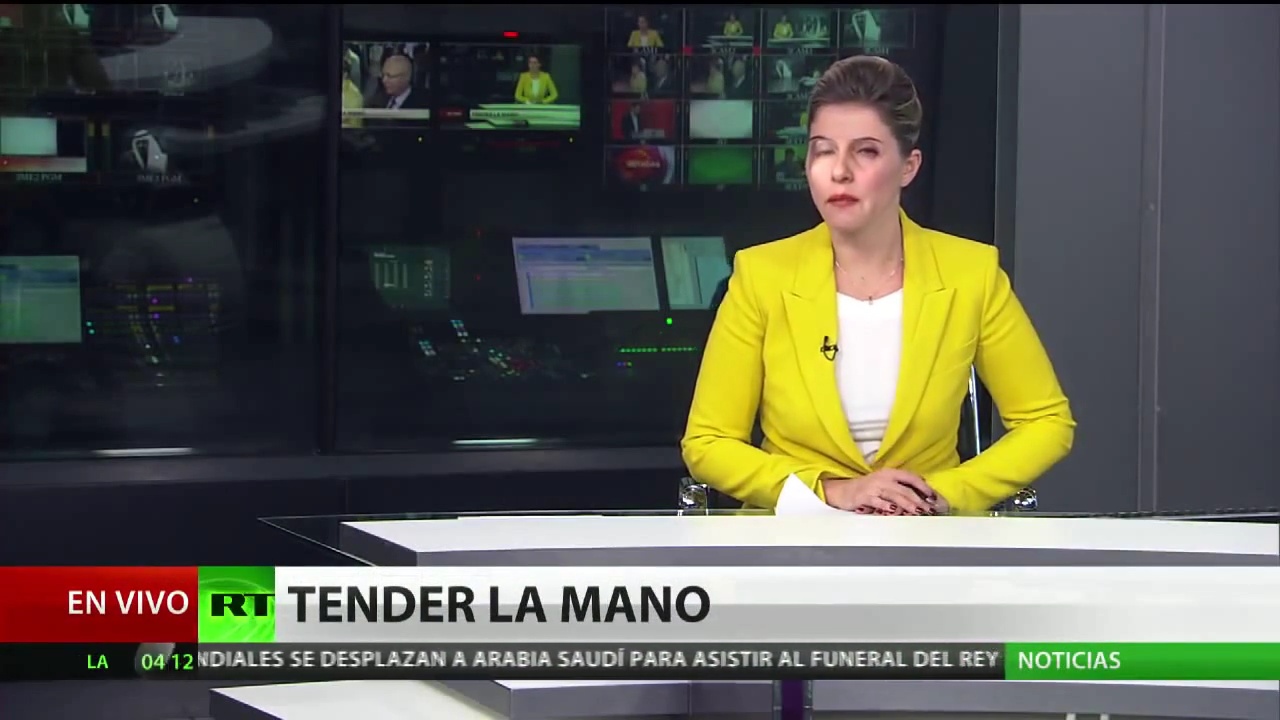 EN VIVO
RT
TENDER LA MANO
LA 04 12
NDIALES SE DESPLAZAN A ARABIA SAUDÍ PARA ASISTIR AL FUNERAL DEL REY
NOTICIAS